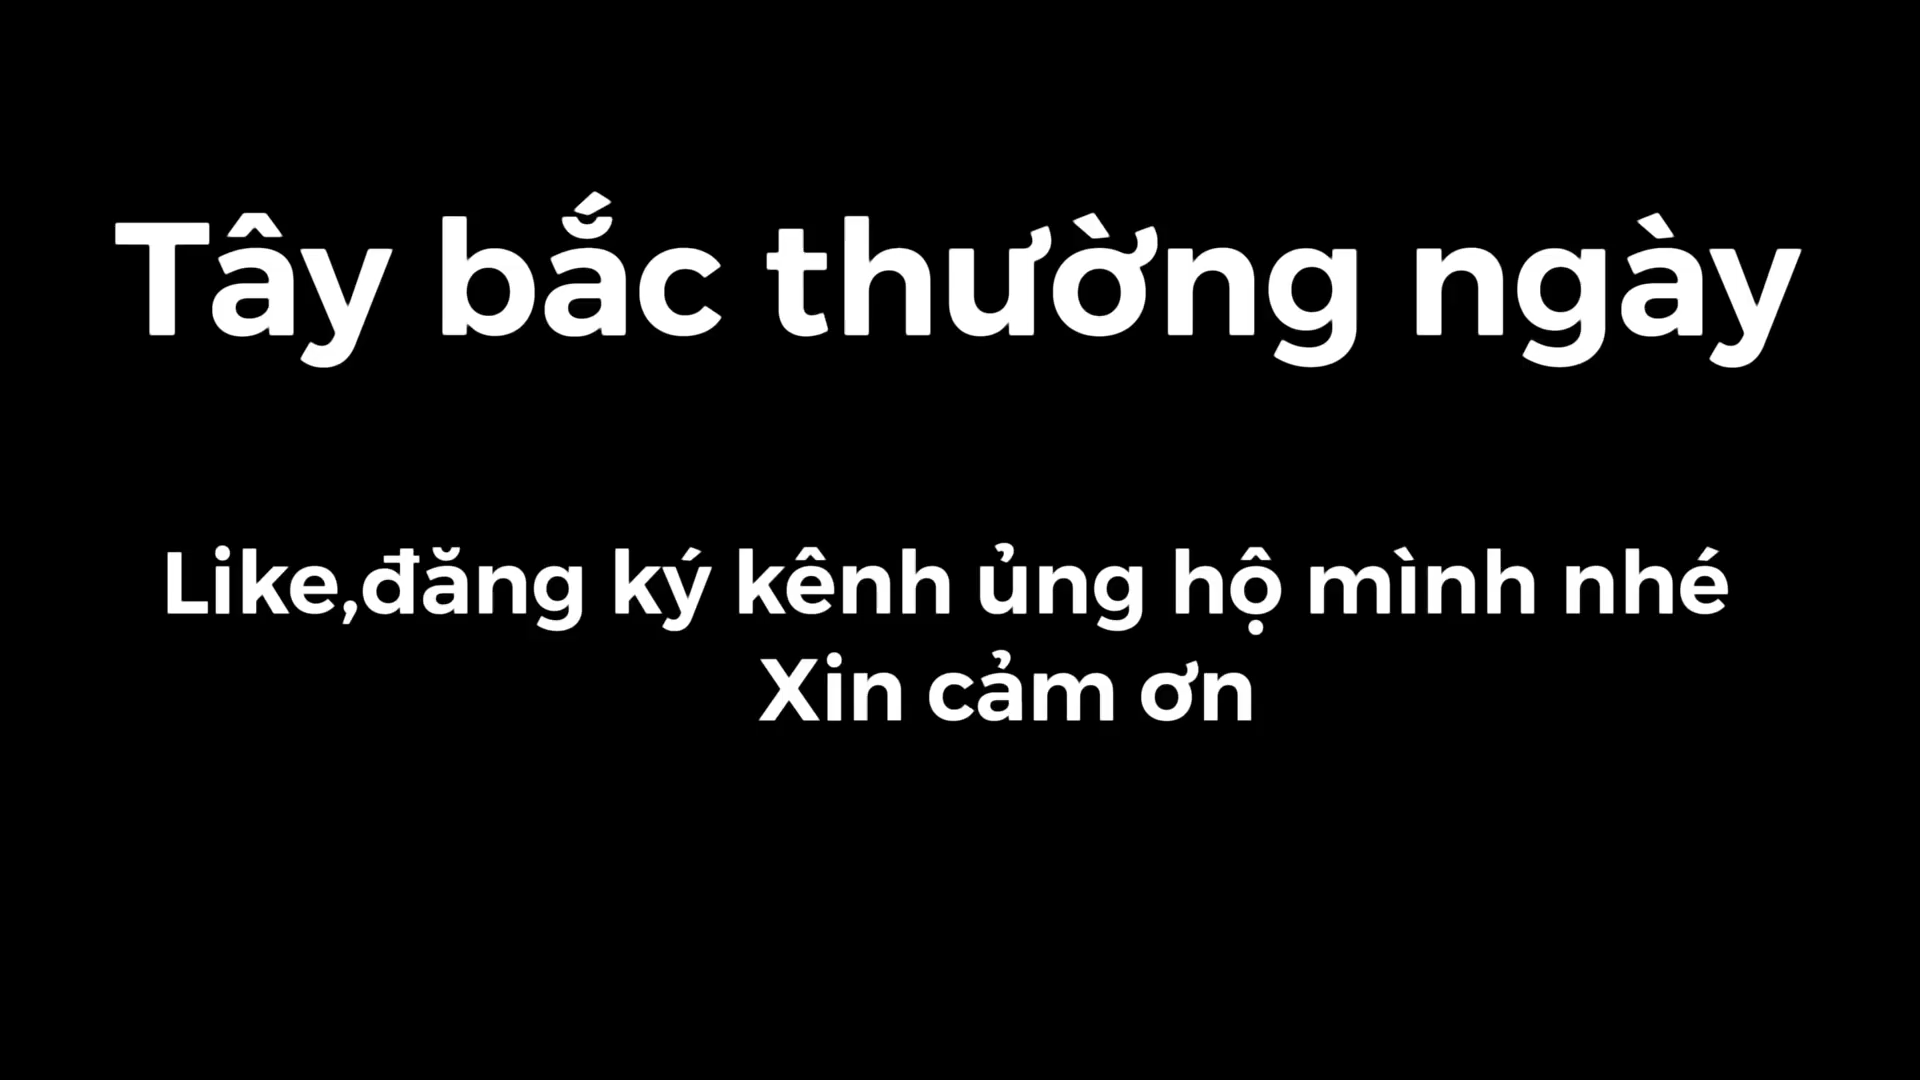 Tây bắc thường ngày
Like,đăng ký kênh ủng hộ mình nhé
Xin cảm ơn